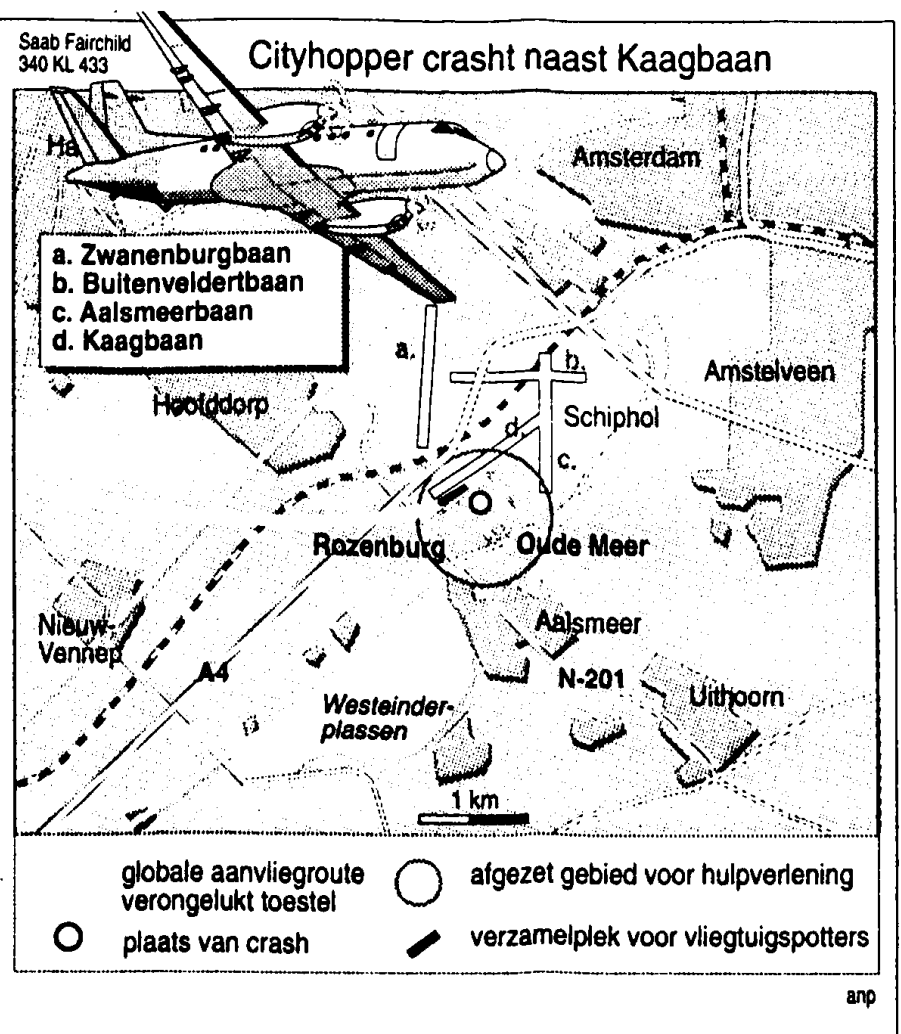 Saab Fairchild
340 KL 433
Cityhopper crasht naast Kaagbaan
Ha
Amsterdam
a. Zwanenburgbaan
b. Buitenveldertbaan
c. Aalsmeerbaan
d. Kaagbaan
a.
b.
Amstelveen
Hoofddorp
Schiphol
d.
c.
Rozenburg
Oude Meer
Nieuw-
Vennep
Aalsmeer
A4
N-201
Uithoorn
Westeinder-
plassen
1 km
globale aanvliegroute
verongelukt toestel
afgezet gebied voor hulpverlening
plaats van crash
verzamelplek voor vliegtuigspotters
anp